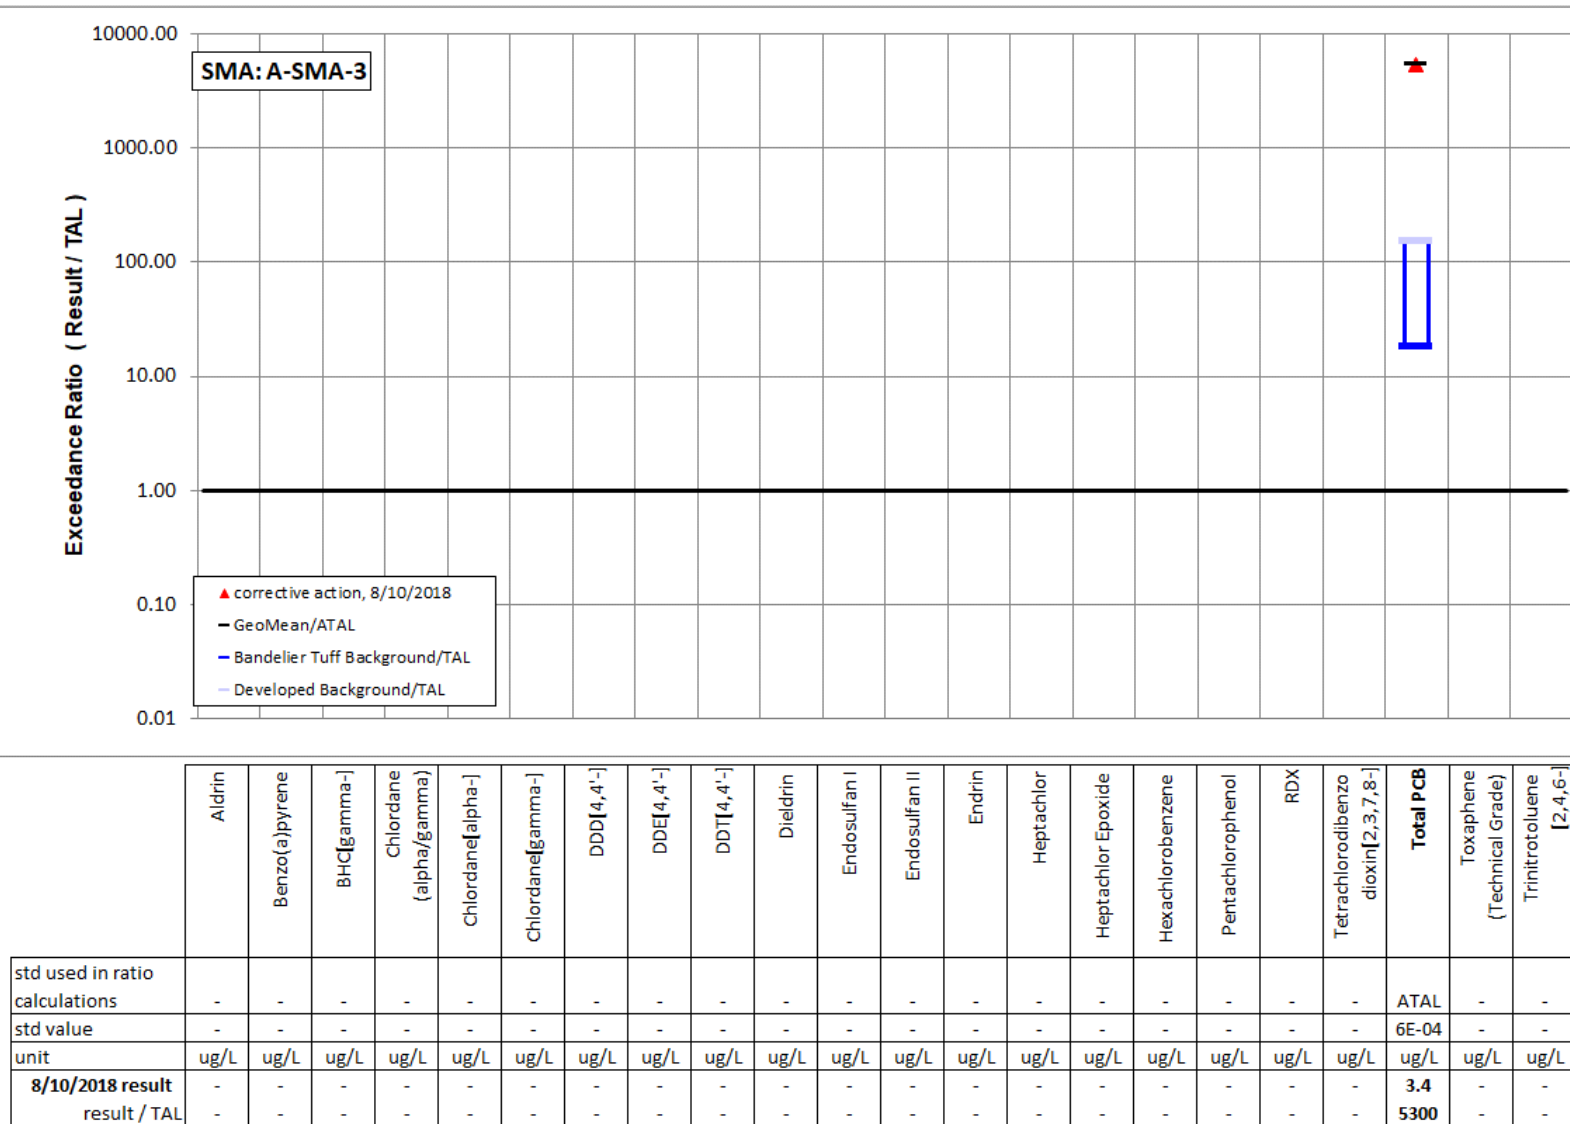 SMA: A-SMA-3
10000.00
1000.00
100.00
10.00
1.00
0.10
0.01
Exceedance Ratio ( Result / TAL )
corrective action, 8/10/2018
GeoMean/ATAL
Bandelier Tuff Background/TAL
Developed Background/TAL
Aldrin
Benzo(a)pyrene
BHC[gamma-]
Chlordane
(alpha/gamma)
Chlordane[alpha-]
Chlordane[gamma-]
DDD[4,4'-]
DDE[4,4'-]
DDT[4,4'-]
Dieldrin
Endosulfan I
Endosulfan II
Endrin
Heptachlor
Heptachlor Epoxide
Hexachlorobenzene
Pentachlorophenol
RDX
Tetrachlorodibenzo
dioxin[2,3,7,8-]
Total PCB
Toxaphene
(Technical Grade)
Trinitrotoluene
[2,4,6-]
std used in ratio
calculations - - - - - - - - - - - - - - - - - - - ATAL - -
std value - - - - - - - - - - - - - - - - - - - 6E-04 - -
unit ug/L ug/L ug/L ug/L ug/L ug/L ug/L ug/L ug/L ug/L ug/L ug/L ug/L ug/L ug/L ug/L ug/L ug/L ug/L ug/L ug/L ug/L
8/10/2018 result - - - - - - - - - - - - - - - - - - - 3.4 - -
result / TAL - - - - - - - - - - - - - - - - - - - 5300 - -